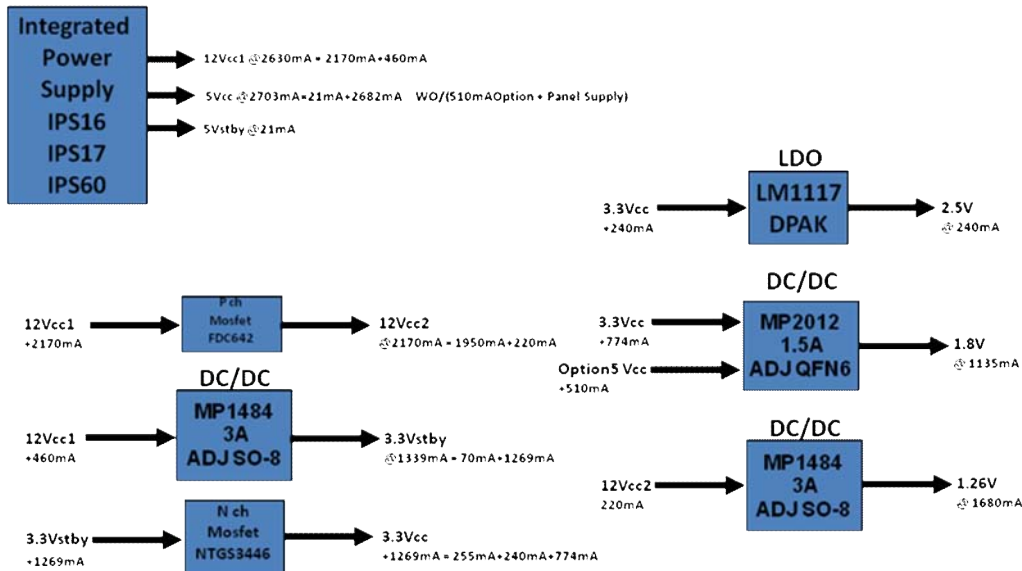 Integrated
Power
Supply
IPS16
IPS17
IPS60
12Vcc1 @2630mA = 2170mA+460mA
5Vcc @2703mA=21mA+2682mA WO/(510mAOption + Panel Supply)
5Vstby @21mA
LDO
3.3Vcc
+240mA
LM1117
DPAK
2.5V
@ 240mA
12Vcc1
+2170mA
P ch
Mosfet
FDC642
12Vcc2
@2170mA = 1950mA+220mA
DC/DC
3.3Vcc
+774mA
Option5 Vcc
+510mA
MP2012
1.5A
ADJ QFN6
1.8V
@ 1135mA
DC/DC
12Vcc1
+460mA
MP1484
3A
ADJ SO-8
3.3Vstby
@1339mA = 70mA+1269mA
DC/DC
12Vcc2
220mA
MP1484
3A
ADJ SO-8
1.26V
@ 1680mA
3.3Vstby
+1269mA
N ch
Mosfet
NTGS3446
3.3Vcc
+1269mA = 255mA+240mA+774mA